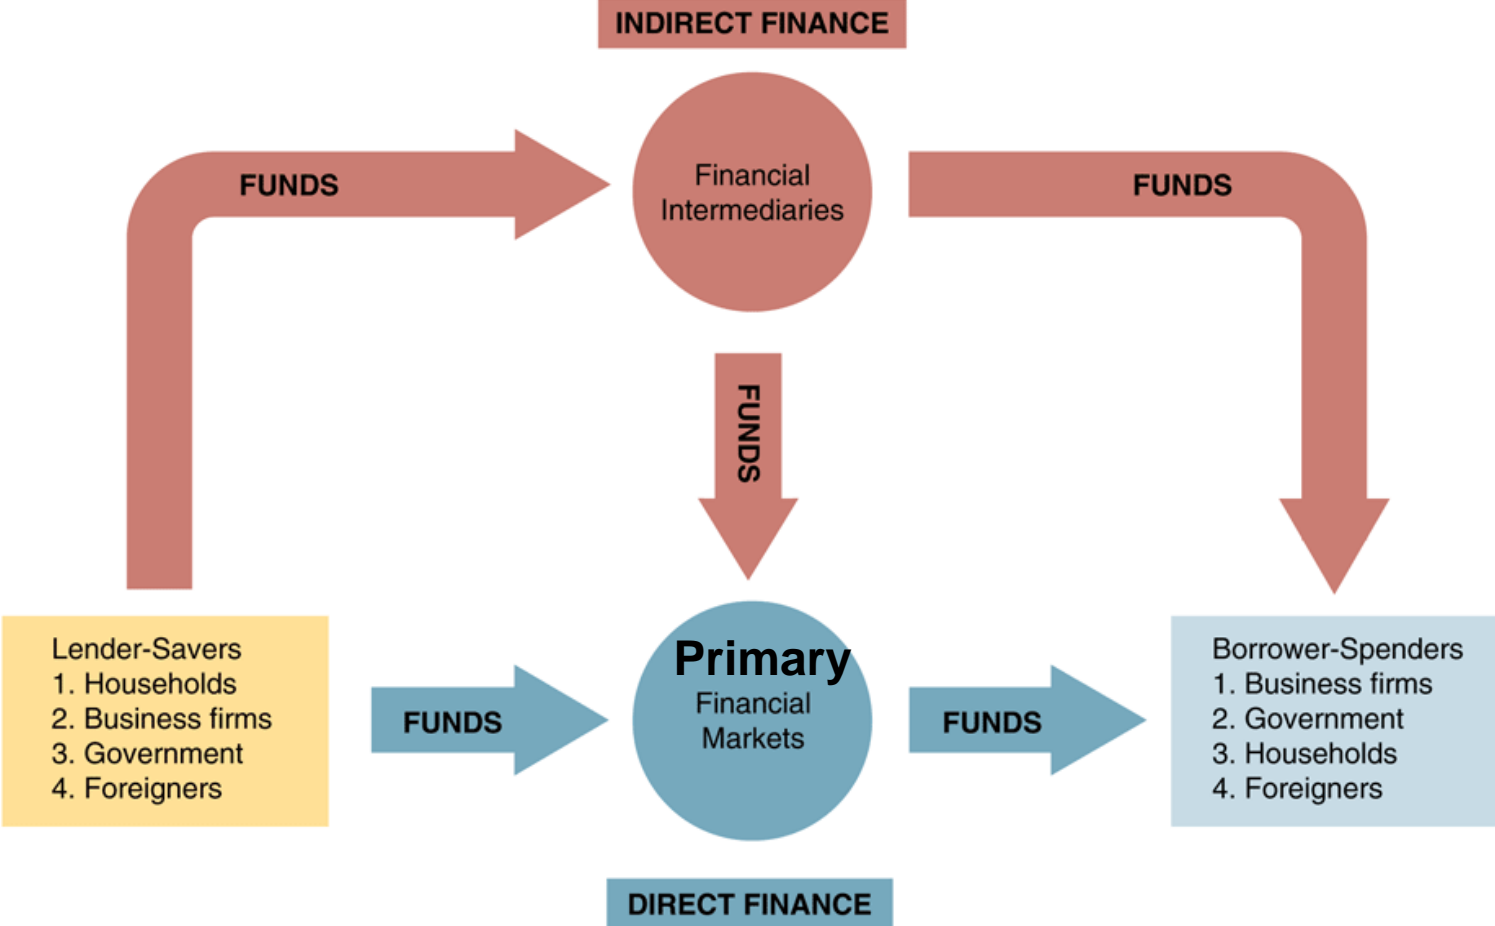 INDIRECT FINANCE
Financial
Intermediaries
FUNDS
FUNDS
FUNDS
Lender-Savers
1. Households
2. Business firms
3. Government
4. Foreigners
FUNDS
Primary
Financial
Markets
FUNDS
Borrower-Spenders
1. Business firms
2. Government
3. Households
4. Foreigners
DIRECT FINANCE